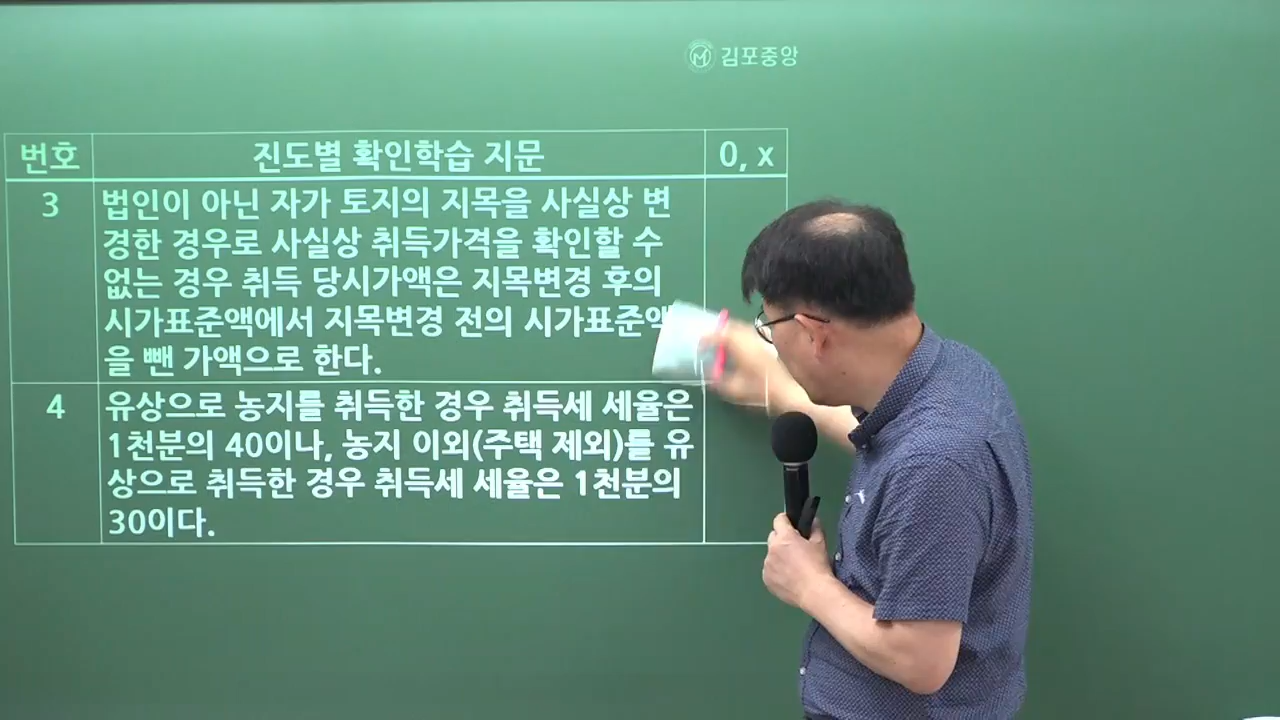 김포중앙
번호 진도별 확인학습 지문 O, x
3 법인이 아닌 자가 토지의 지목을 사실상 변
경한 경우로 사실상 취득가격을 확인할 수
없는 경우 취득 당시가액은 지목변경 후의
시가표준액에서 지목변경 전의 시가표준액
을 뺀 가액으로 한다.
4 유상으로 농지를 취득한 경우 취득세 세율은
1천분의 40이나, 농지 이외(주택 제외)를 유
상으로 취득한 경우 취득세 세율은 1천분의
30이다.